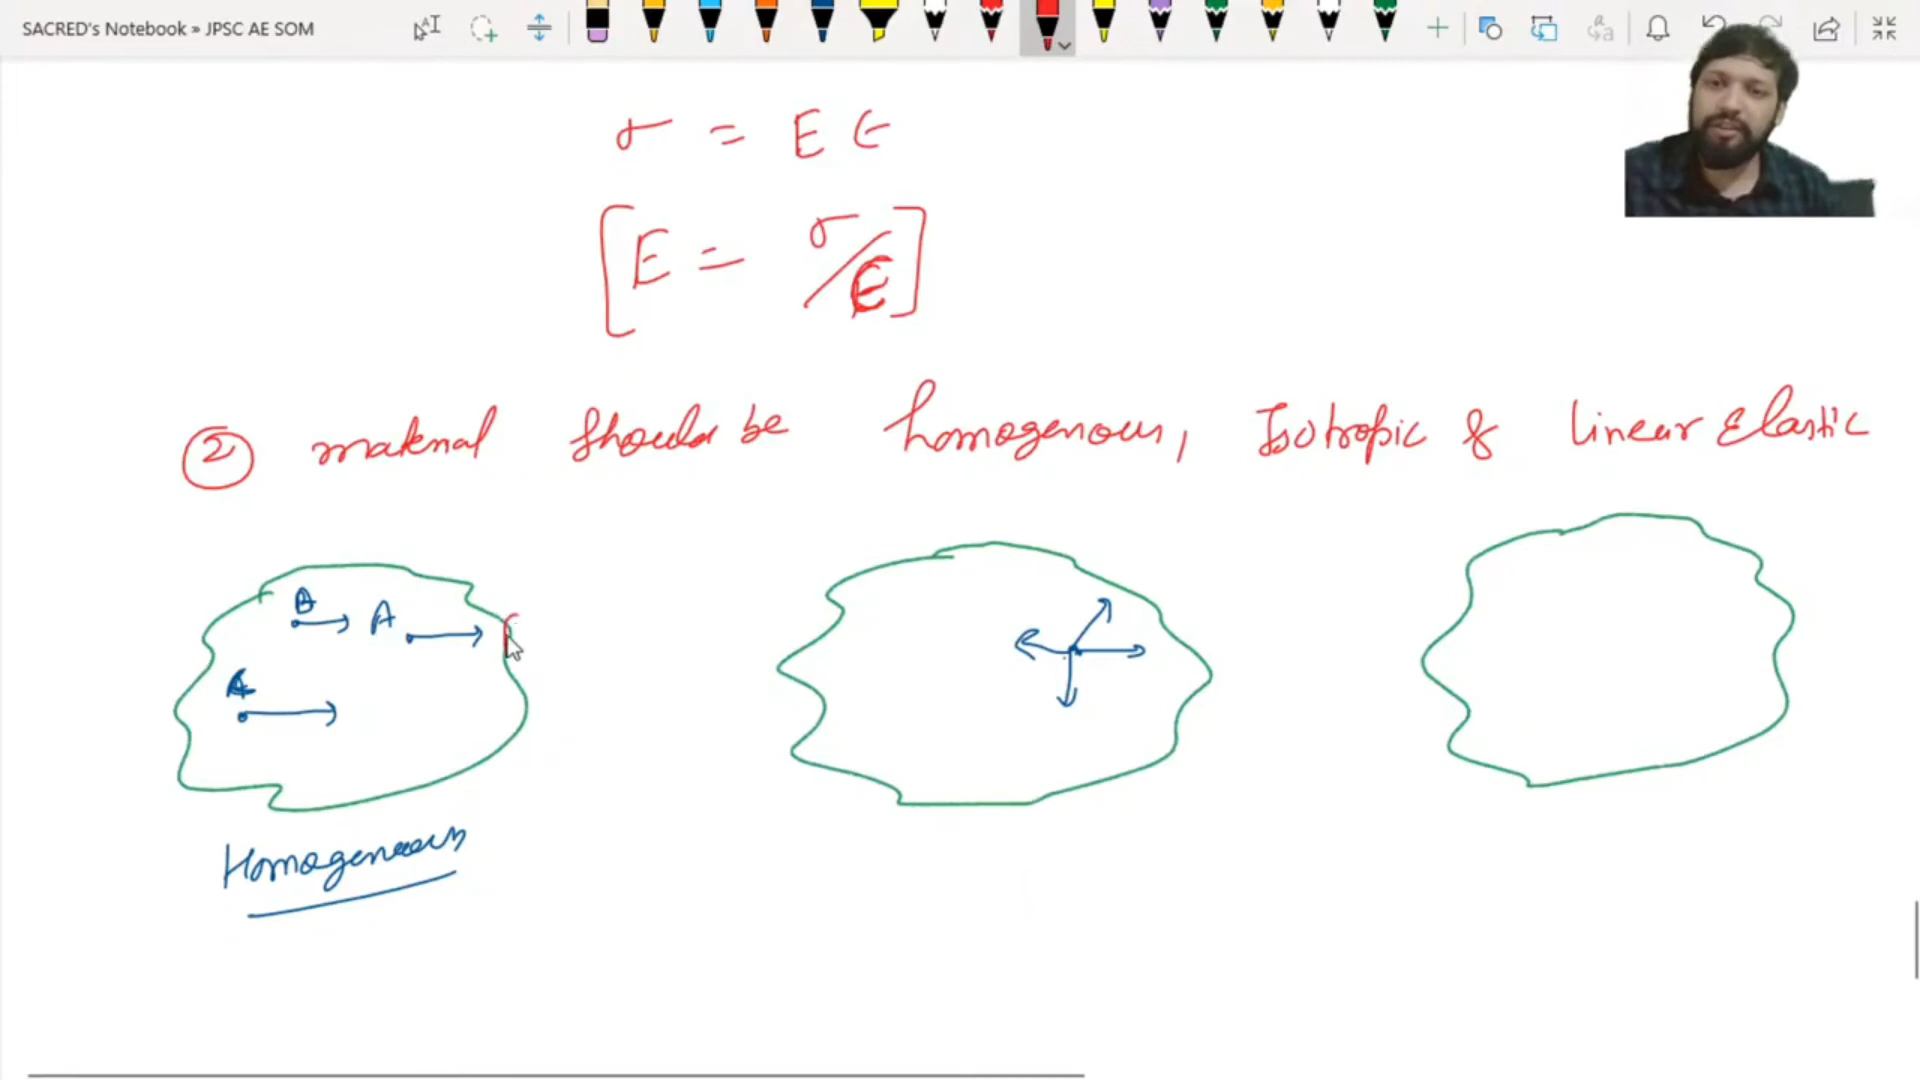 SACRED's Notebook » JPSC AE SOM
σ = E ε
[E = σ/ε]
② material should be homogenous, Isotropic & linear Elastic
B A
A
Homogeneous